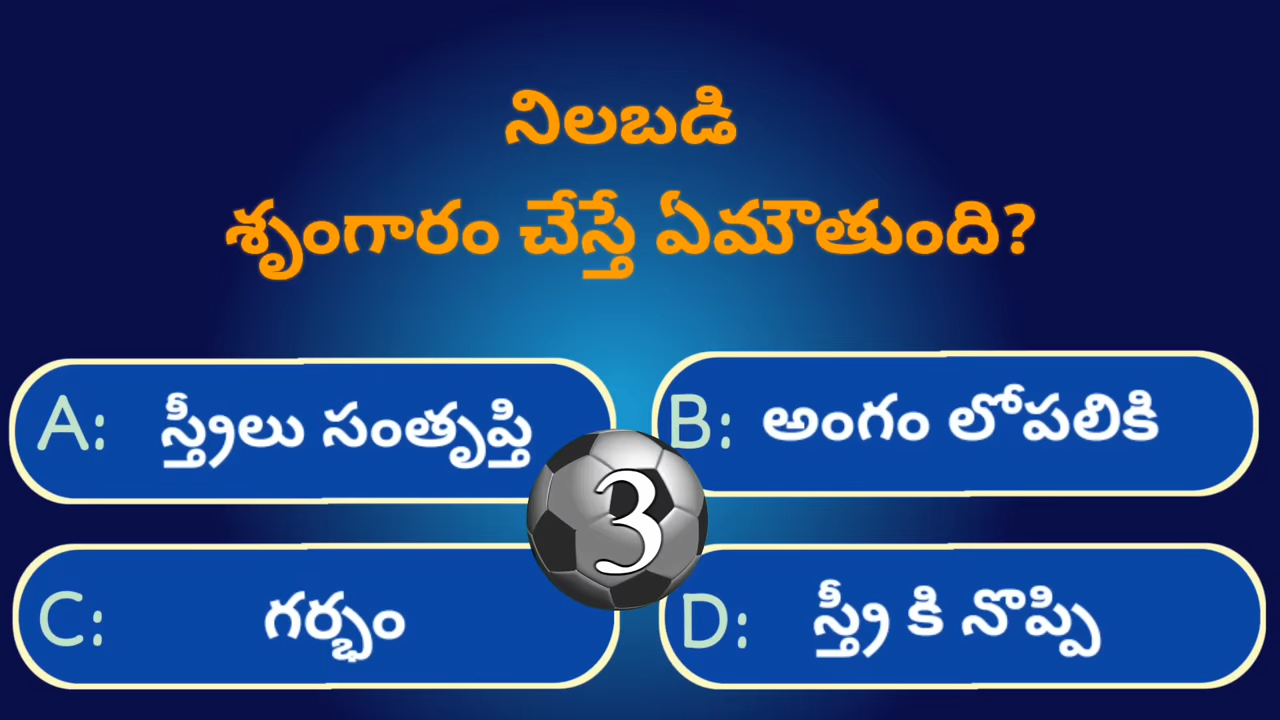 నిలబడి
శృంగారం చేస్తే ఏమౌతుంది?
A: స్త్రీలు సంతృప్తి
B: అంగం లోపలికి
3
C: గర్భం
D: స్త్రీ కి నొప్పి